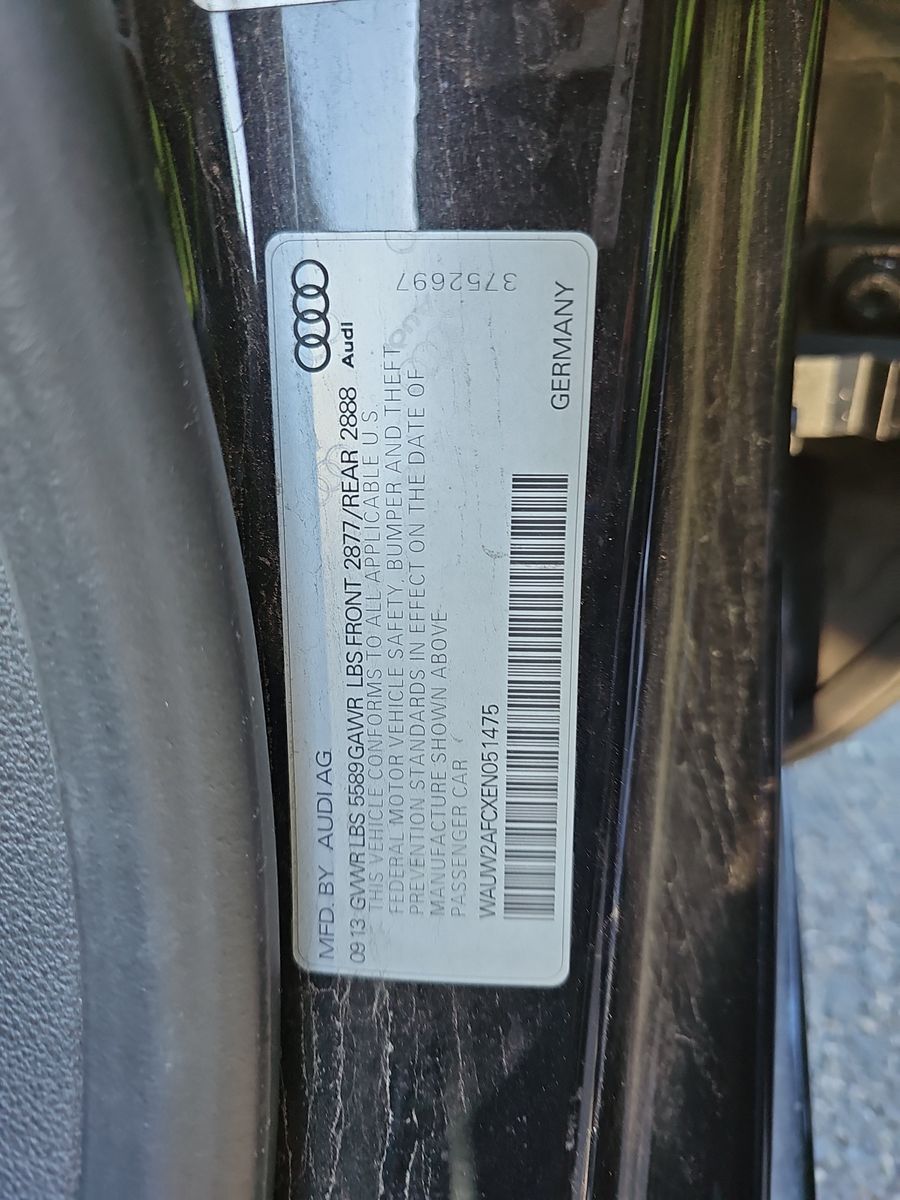 Audi
MFD. BY AUDI AG
09 13 GVWR LBS 5589 GAWR LBS FRONT 2877/REAR 2888
THIS VEHICLE CONFORMS TO ALL APPLICABLE U S
FEDERAL MOTOR VEHICLE SAFETY, BUMPER AND THEFT
PREVENTION STANDARDS IN EFFECT ON THE DATE OF
MANUFACTURE SHOWN ABOVE
PASSENGER CAR
3752697
WAUW2AFCXEN051475
GERMANY